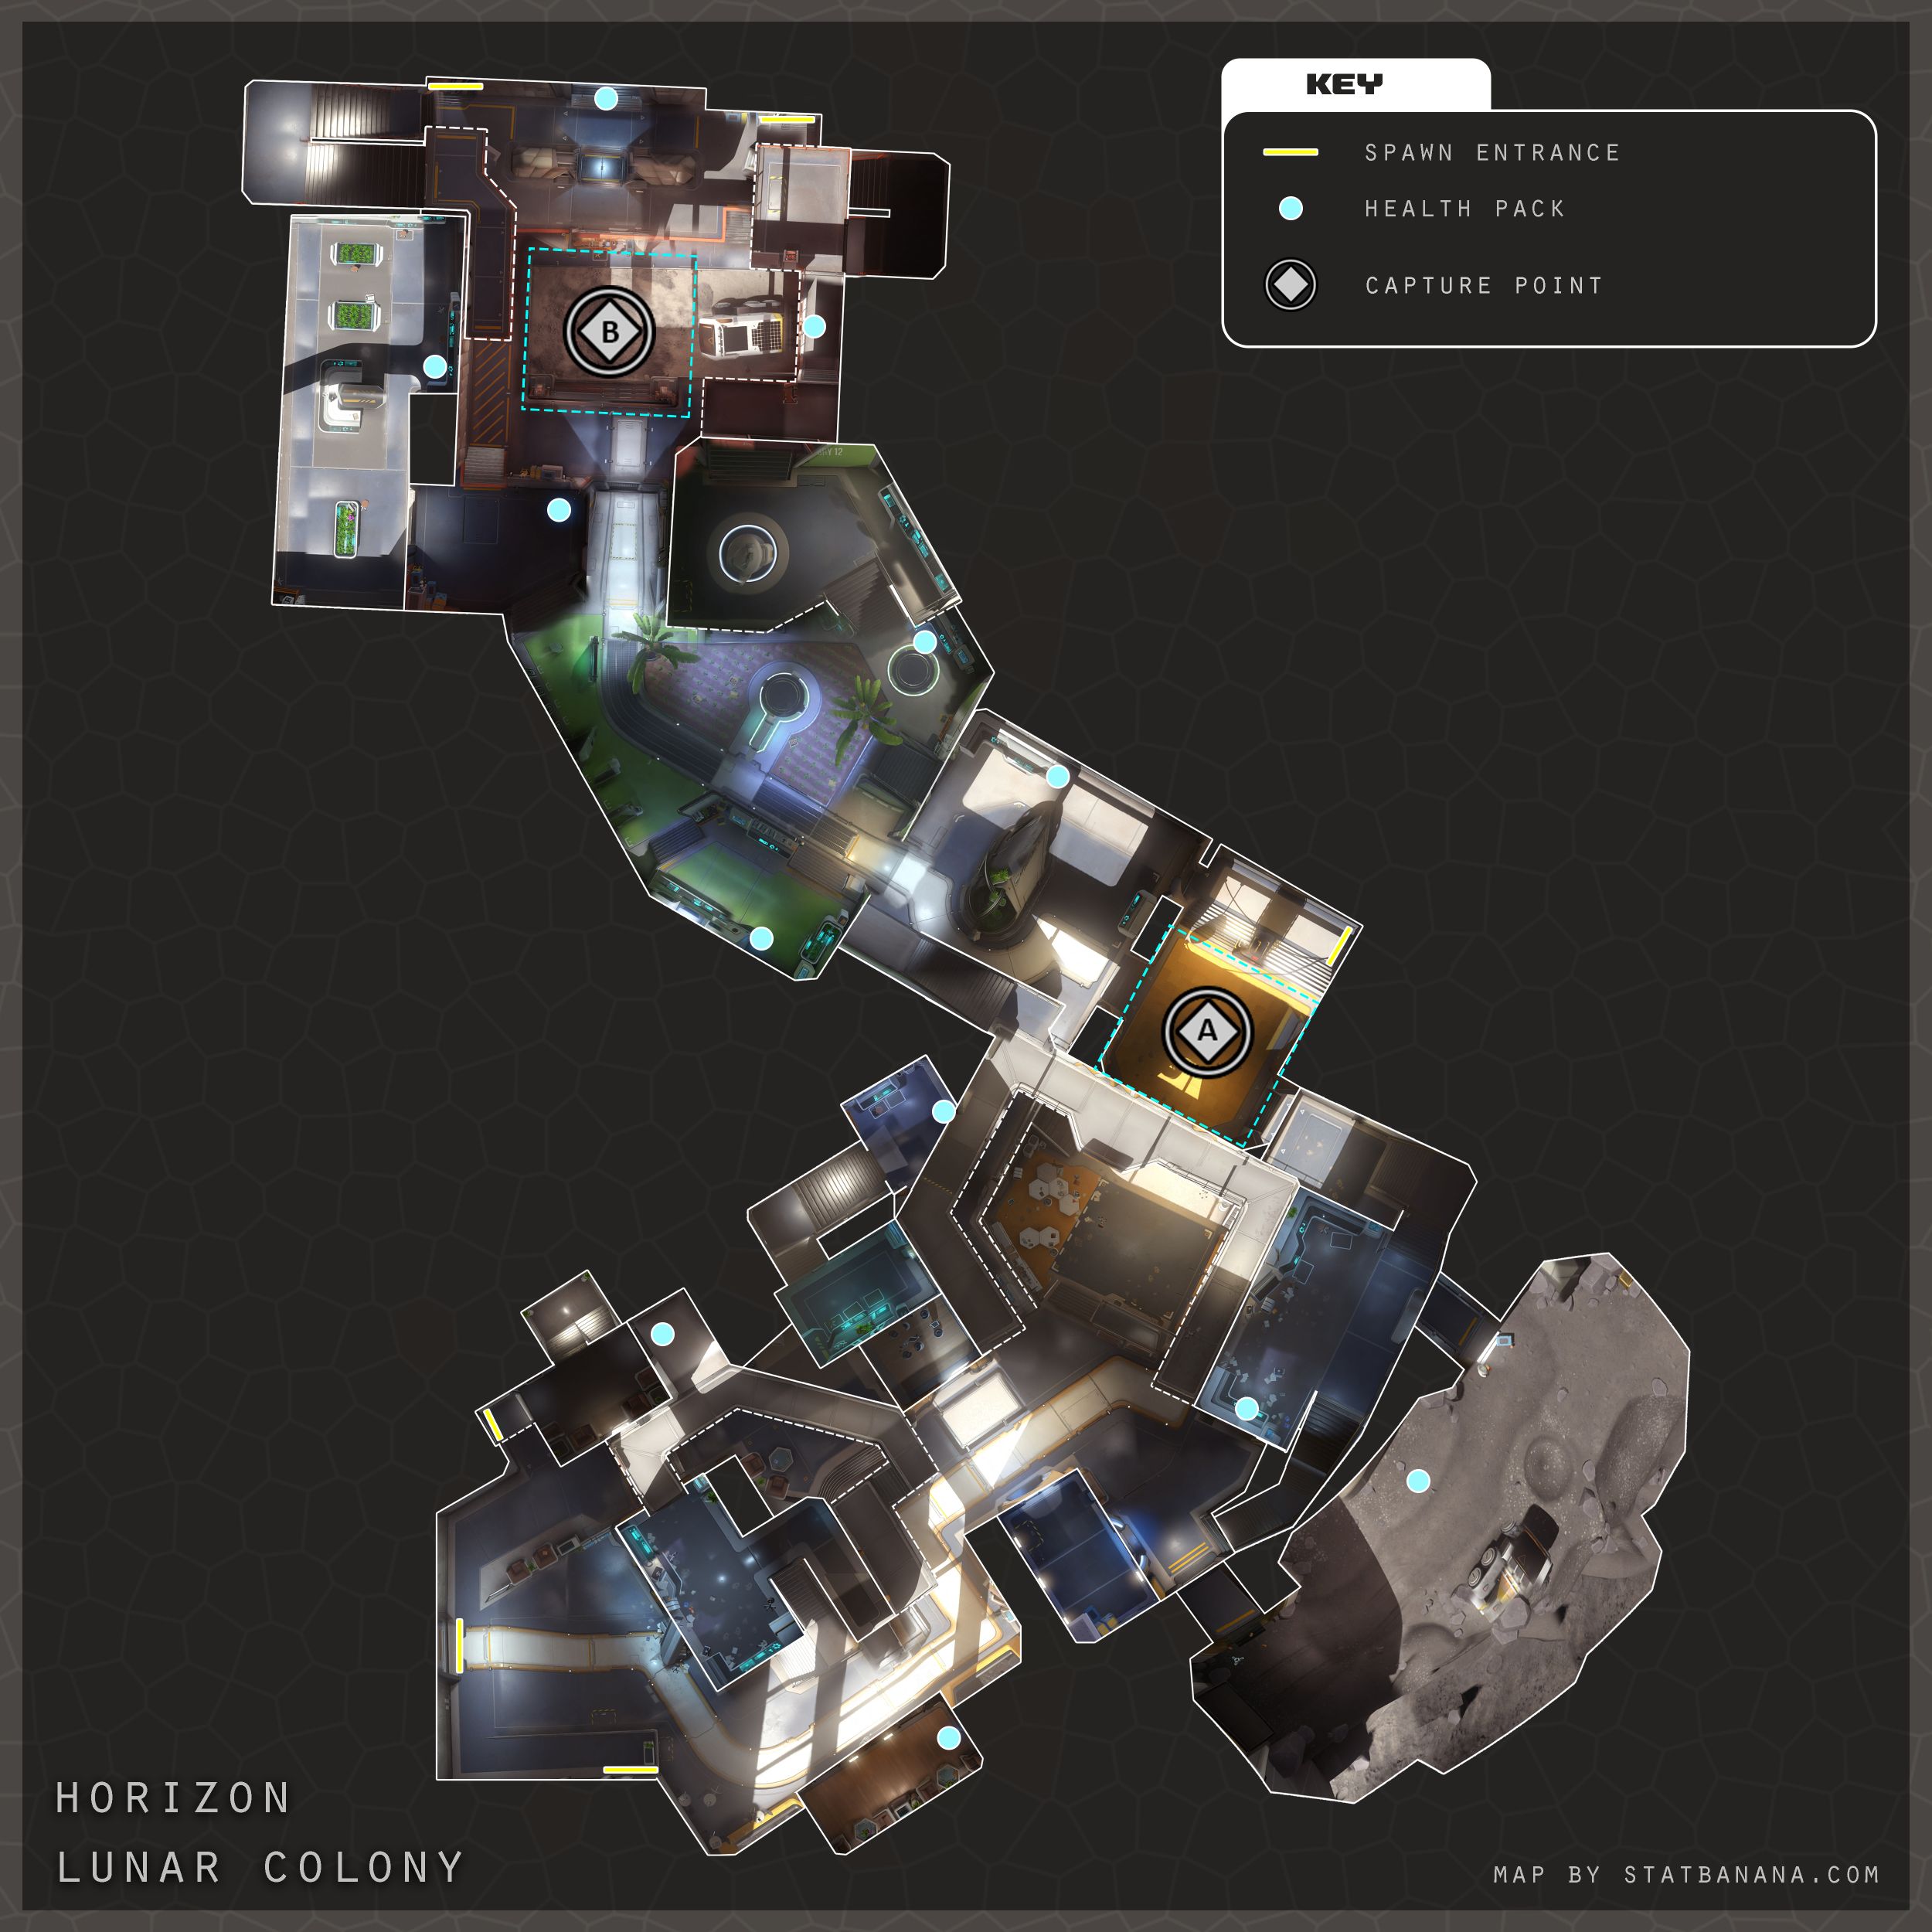 KEY
SPAWN ENTRANCE
HEALTH PACK
CAPTURE POINT
B
A
HORIZON
LUNAR COLONY
MAP BY STATBANANA.COM